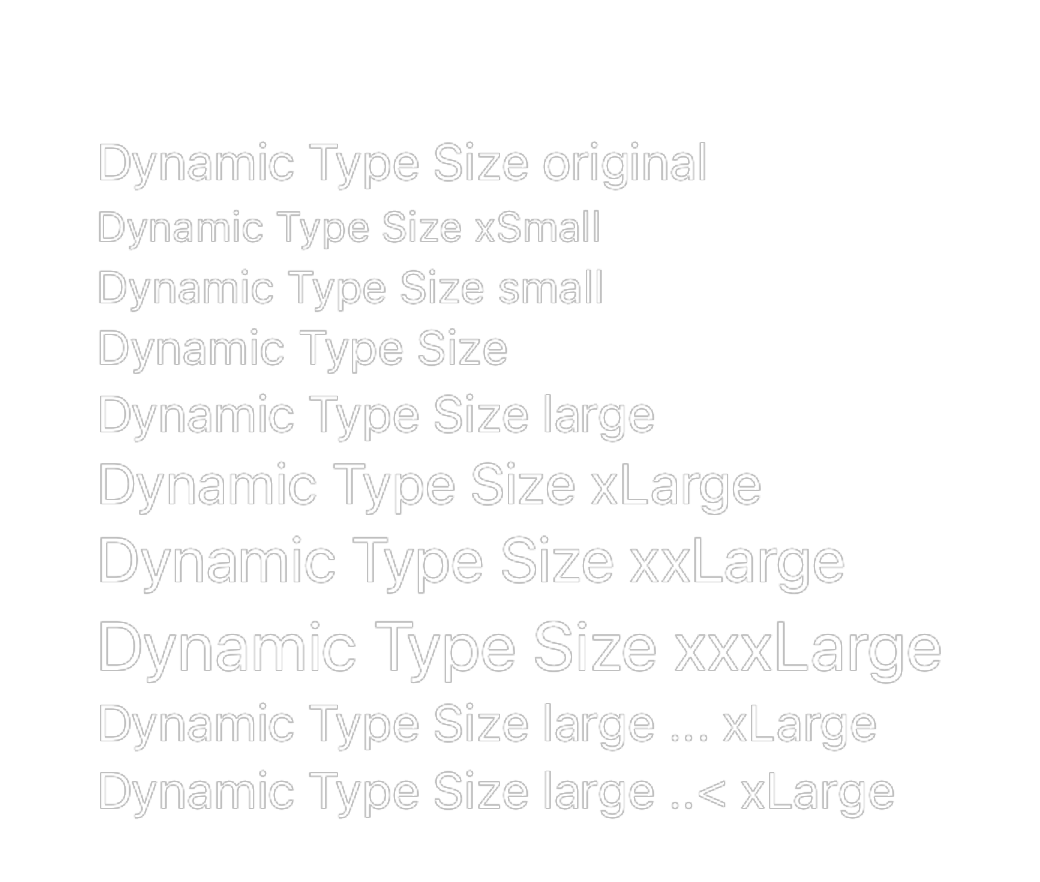 Dynamic Type Size original
Dynamic Type Size xSmall
Dynamic Type Size small
Dynamic Type Size
Dynamic Type Size large
Dynamic Type Size xLarge
Dynamic Type Size xxLarge
Dynamic Type Size xxxLarge
Dynamic Type Size large ... xLarge
Dynamic Type Size large ..< xLarge